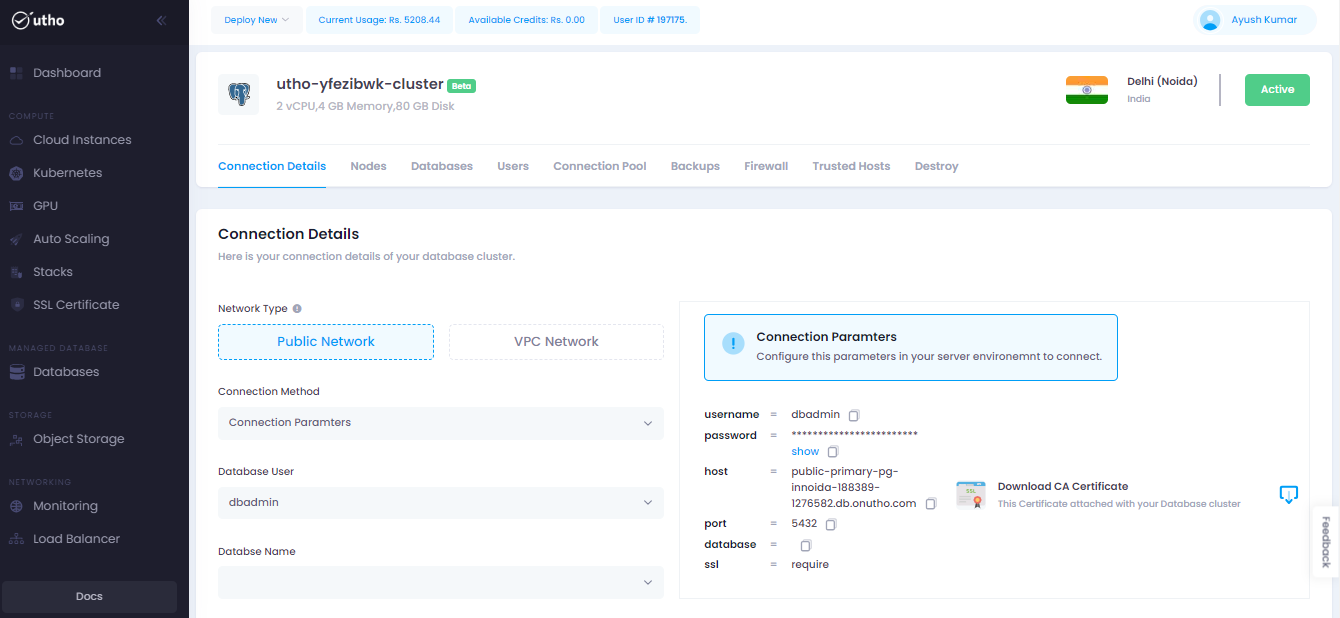 utho
Deploy New
Current Usage: Rs. 5208.44
Available Credits: Rs. 0.00
User ID # 197175.
Ayush Kumar
Dashboard
COMPUTE
Cloud Instances
Kubernetes
GPU
Auto Scaling
Stacks
SSL Certificate
MANAGED DATABASE
Databases
STORAGE
Object Storage
NETWORKING
Monitoring
Load Balancer
Docs
utho-yfezibwk-cluster Beta
2 vCPU,4 GB Memory,80 GB Disk
Delhi (Noida)
India
Active
Connection Details
Nodes
Databases
Users
Connection Pool
Backups
Firewall
Trusted Hosts
Destroy
Connection Details
Here is your connection details of your database cluster.
Network Type
Public Network
VPC Network
Connection Method
Connection Paramters
Database User
dbadmin
Databse Name
Connection Paramters
Configure this parameters in your server environemnt to connect.
username = dbadmin
password = ************************
show
host = public-primary-pg-
innoida-188389-
1276582.db.onutho.com
port = 5432
database =
ssl = require
SSL
Download CA Certificate
This Certificate attached with your Database cluster
Feedback